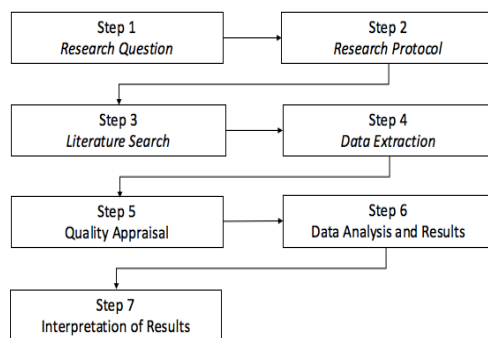 Step 1
Research Question
Step 2
Research Protocol
Step 3
Literature Search
Step 4
Data Extraction
Step 5
Quality Appraisal
Step 6
Data Analysis and Results
Step 7
Interpretation of Results